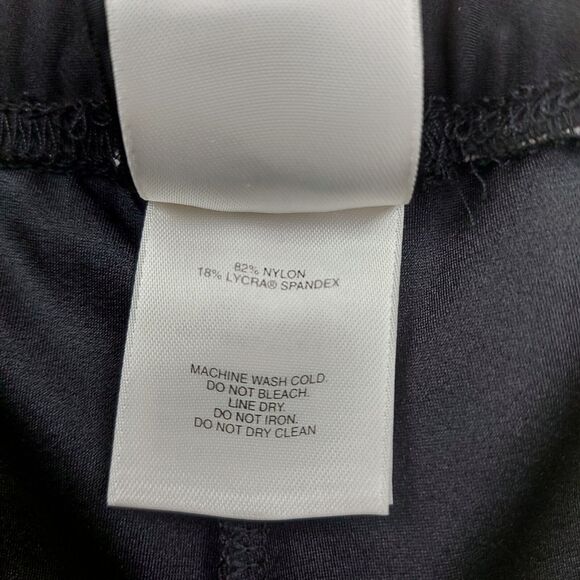 82% NYLON
18% LYCRA® SPANDEX
MACHINE WASH COLD.
DO NOT BLEACH.
LINE DRY.
DO NOT IRON.
DO NOT DRY CLEAN